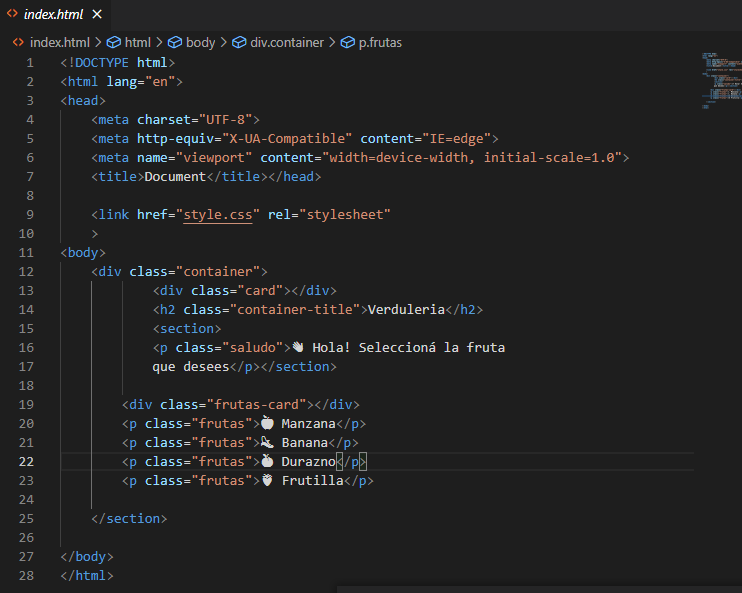 index.html
index.html > html > body > div.container > p.frutas
1 <!DOCTYPE html>
2 <html lang="en">
3 <head>
4 <meta charset="UTF-8">
5 <meta http-equiv="X-UA-Compatible" content="IE=edge">
6 <meta name="viewport" content="width=device-width, initial-scale=1.0">
7 <title>Document</title></head>
8
9 <link href="style.css" rel="stylesheet"
10 >
11 <body>
12 <div class="container">
13 <div class="card"></div>
14 <h2 class="container-title">Verduleria</h2>
15 <section>
16 <p class="saludo">👋 Hola! Seleccioná la fruta
17 que desees</p></section>
18
19 <div class="frutas-card"></div>
20 <p class="frutas">🍎 Manzana</p>
21 <p class="frutas">🍌 Banana</p>
22 <p class="frutas">🍑 Durazno</p>
23 <p class="frutas">🍓 Frutilla</p>
24
25 </section>
26
27 </body>
28 </html>